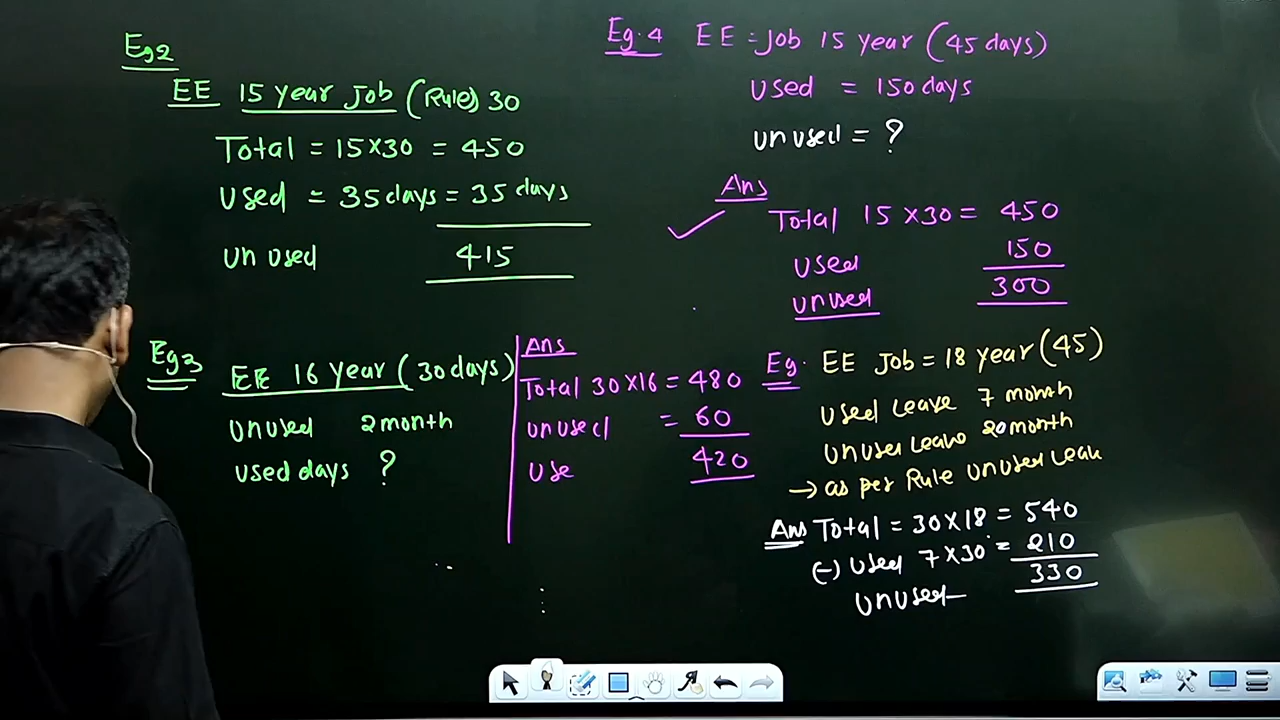 Eg2
EE 15 year Job (Rule) 30
Total = 15×30 = 450
Used = 35 days = 35 days
un used 415
Eg3
EE 16 year (30 days)
unused 2 month
used days ?
Ans
Total 30×16 = 480
unused = 60
Use 420
Eg.4 EE = Job 15 year (45 days)
Used = 150 days
unused = ?
Ans
Total 15 × 30 = 450
Used 150
unused 300
Eg. EE Job = 18 year (45)
Used Leave 7 month
unused Leave 20 month
→ as per Rule unused Leave
Ans Total = 30×18 = 540
(-) Used 7×30 = 210
unused 330